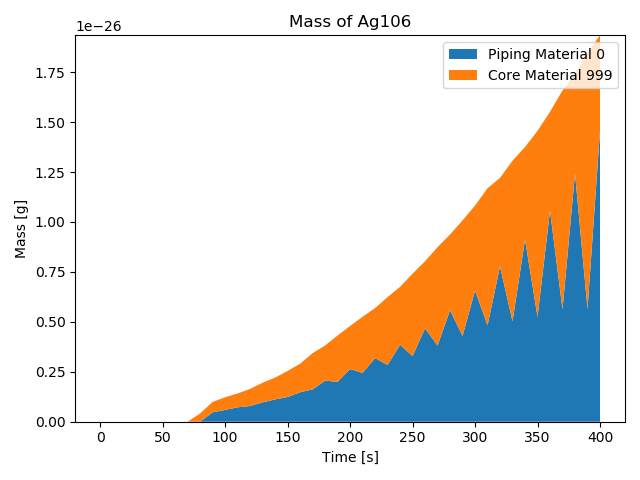 Mass of Ag106
1e−26
Piping Material 0
Core Material 999
1.75
1.50
1.25
1.00
0.75
0.50
0.25
0.00
Mass [g]
0 50 100 150 200 250 300 350 400
Time [s]